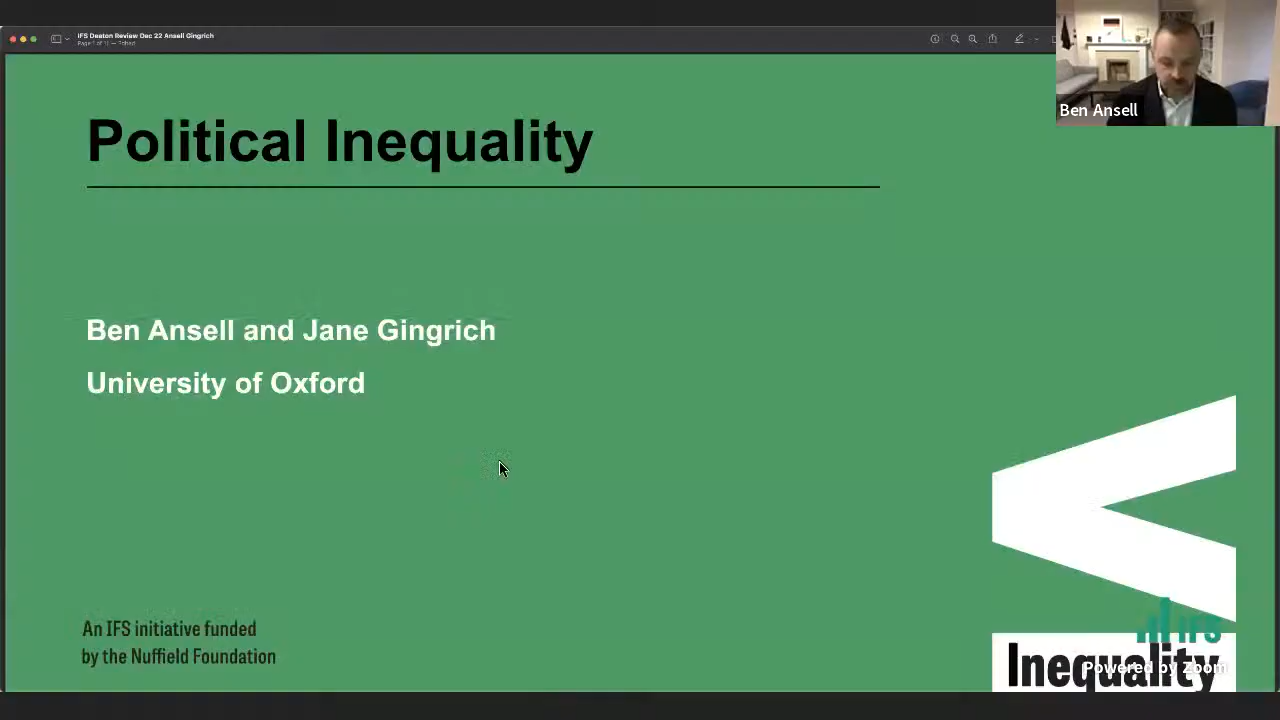 IFS Deaton Review Dec 22 Ansell Gingrich
Ben Ansell
Political Inequality
Ben Ansell and Jane Gingrich
University of Oxford
An IFS initiative funded
by the Nuffield Foundation
IFS
Inequality
Powered by Zoom